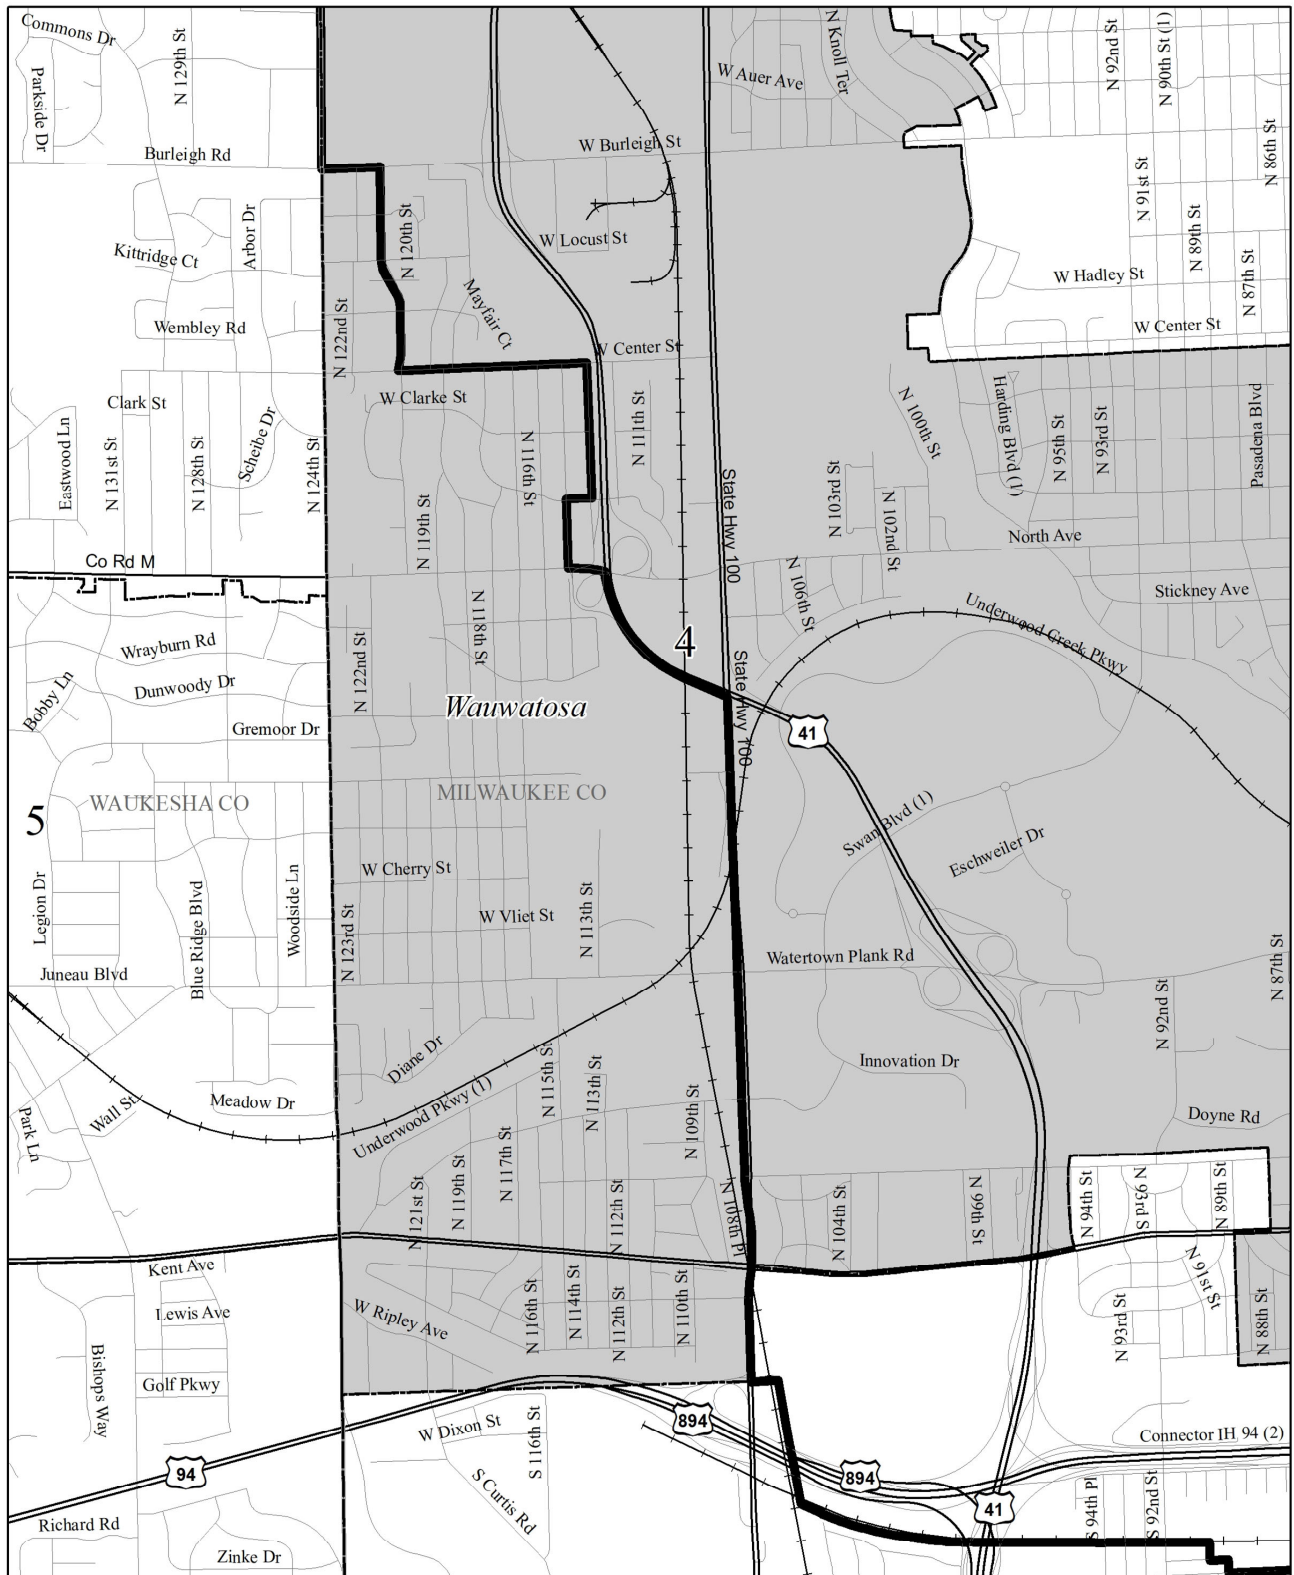 Commons Dr
N 129th St
N Knoll Ter
W Auer Ave
N 92nd St
N 90th St (1)
Parkside Dr
Burleigh Rd
W Burleigh St
N 86th St
N 91st St
N 120th St
Arbor Dr
W Locust St
N 89th St
Kittridge Ct
W Hadley St
N 87th St
Mayfair Ct
Wembley Rd
N 122nd St
W Center St
W Center St
Clark St
W Clarke St
N 111th St
N 100th St
Harding Blvd (1)
N 95th St
N 93rd St
Pasadena Blvd
Eastwood Ln
N 131st St
N 128th St
Scheibe Dr
N 124th St
N 116th St
N 119th St
State Hwy 100
N 103rd St
N 102nd St
North Ave
Co Rd M
N 106th St
Stickney Ave
N 118th St
Underwood Creek Pkwy
Wrayburn Rd
N 122nd St
4
State Hwy 100
Dunwoody Dr
Bobby Ln
Wauwatosa
Gremoor Dr
41
WAUKESHA CO
MILWAUKEE CO
5
Swan Blvd (1)
Eschweiler Dr
W Cherry St
Legion Dr
Blue Ridge Blvd
Woodside Ln
N 123rd St
W Vliet St
N 113th St
Watertown Plank Rd
N 87th St
Juneau Blvd
N 92nd St
Diane Dr
Innovation Dr
N 115th St
N 113th St
Meadow Dr
Underwood Pkwy (1)
N 109th St
Doyne Rd
Park Ln
Wall St
N 117th St
N 119th St
N 121st St
N 112th St
N 108th Pl
N 104th St
N 99th St
N 94th St
N 93rd St
N 89th St
Kent Ave
N 91st St
Lewis Ave
W Ripley Ave
N 116th St
N 114th St
N 112th St
N 110th St
N 93rd St
N 88th St
Bishops Way
Golf Pkwy
W Dixon St
S 116th St
894
Connector IH 94 (2)
94
894
S Curtis Rd
41
S 94th Pl
S 92nd St
Richard Rd
Zinke Dr